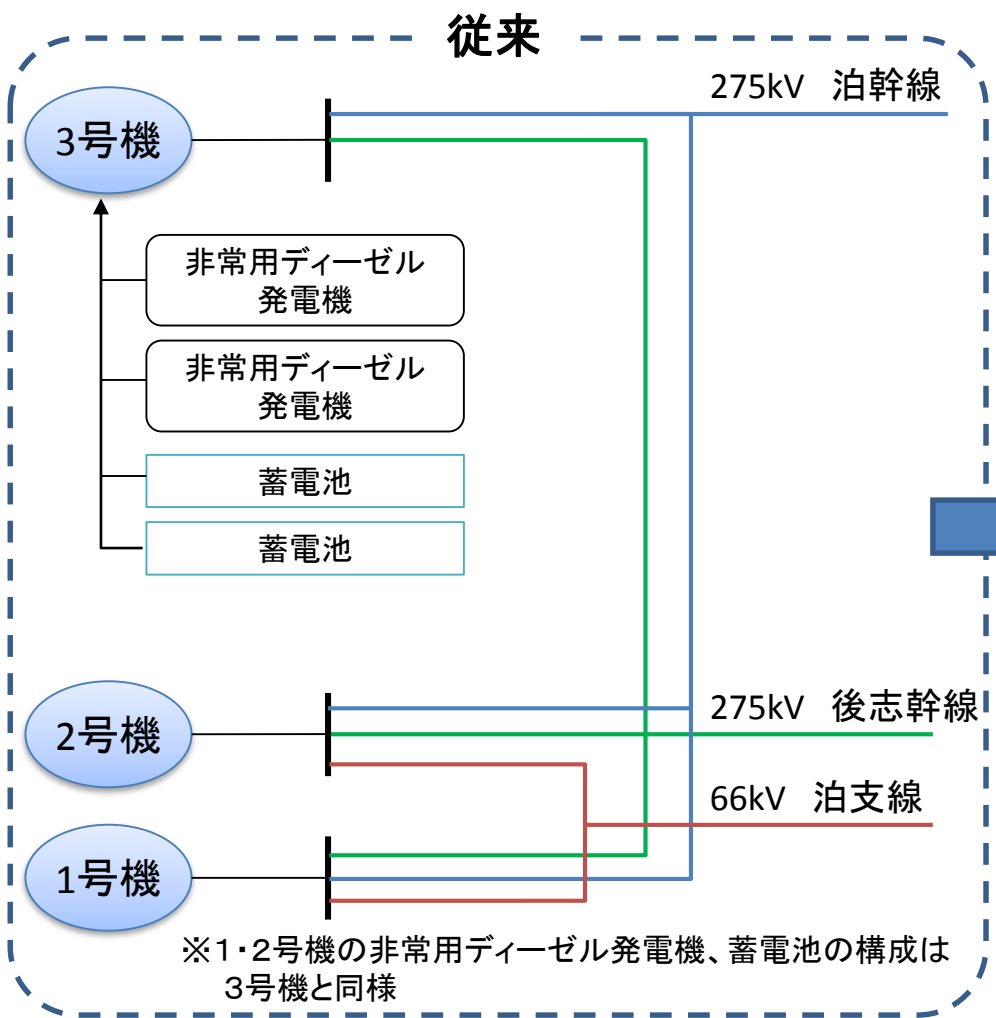 従来
275kV 泊幹線
3号機
非常用ディーゼル
発電機
非常用ディーゼル
発電機
蓄電池
蓄電池
275kV 後志幹線
2号機
66kV 泊支線
1号機
※1・2号機の非常用ディーゼル発電機、蓄電池の構成は
3号機と同様